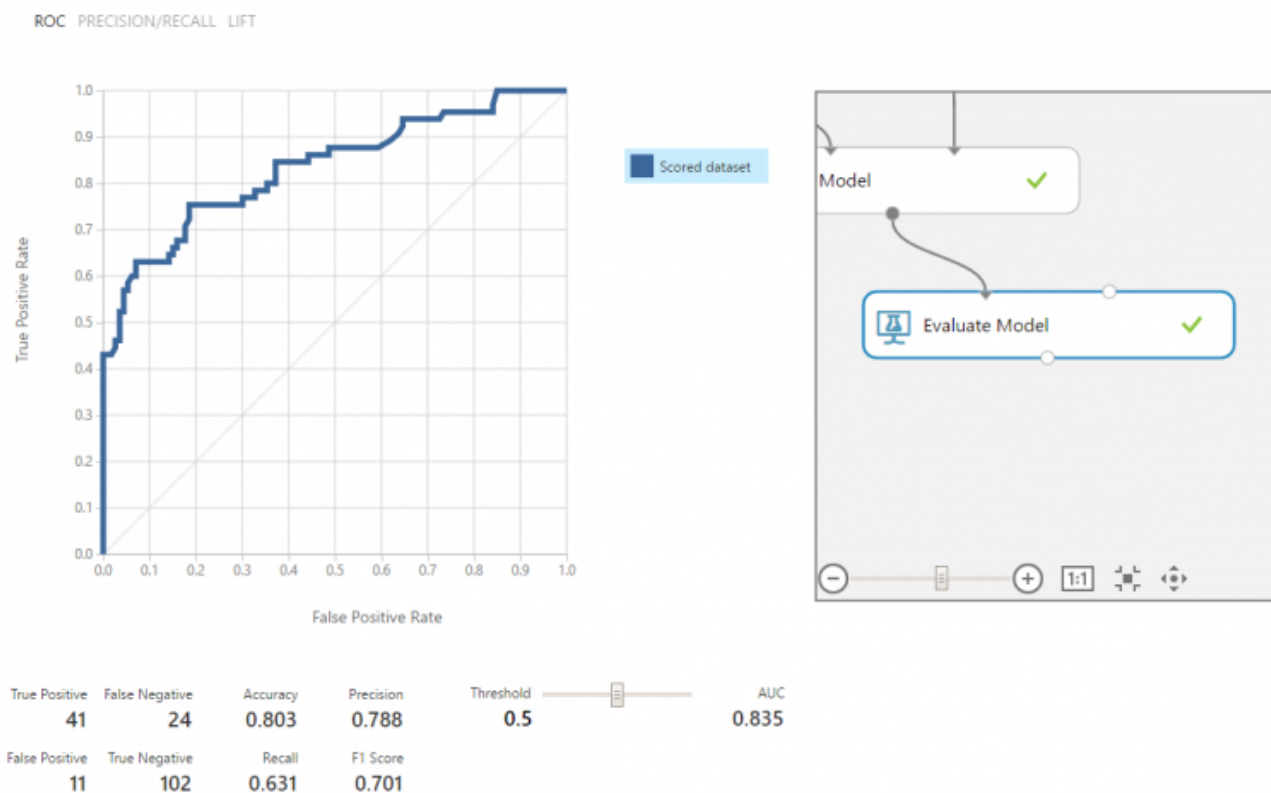 ROC PRECISION/RECALL LIFT
1.0
0.9
0.8
0.7
0.6
0.5
0.4
0.3
0.2
0.1
0.0
True Positive Rate
0.0 0.1 0.2 0.3 0.4 0.5 0.6 0.7 0.8 0.9 1.0
False Positive Rate
Scored dataset
Model
Evaluate Model
1:1
True Positive False Negative Accuracy Precision Threshold AUC
41 24 0.803 0.788 0.5 0.835
False Positive True Negative Recall F1 Score
11 102 0.631 0.701